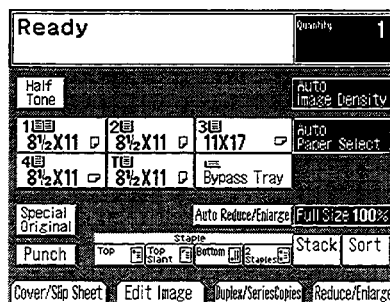 Ready
Quantity 1
Half Tone
Auto Image Density
1 8½X11
2 8½X11
3 11X17
Auto Paper Select
4 8½X11
T 8½X11
Bypass Tray
Special Original
Auto Reduce/Enlarge
Full Size 100%
Staple
Punch
Top
Top Slant
Bottom
2 Staples
Stack
Sort
Cover/Slip Sheet
Edit Image
Duplex/SeriesCopies
Reduce/Enlarge